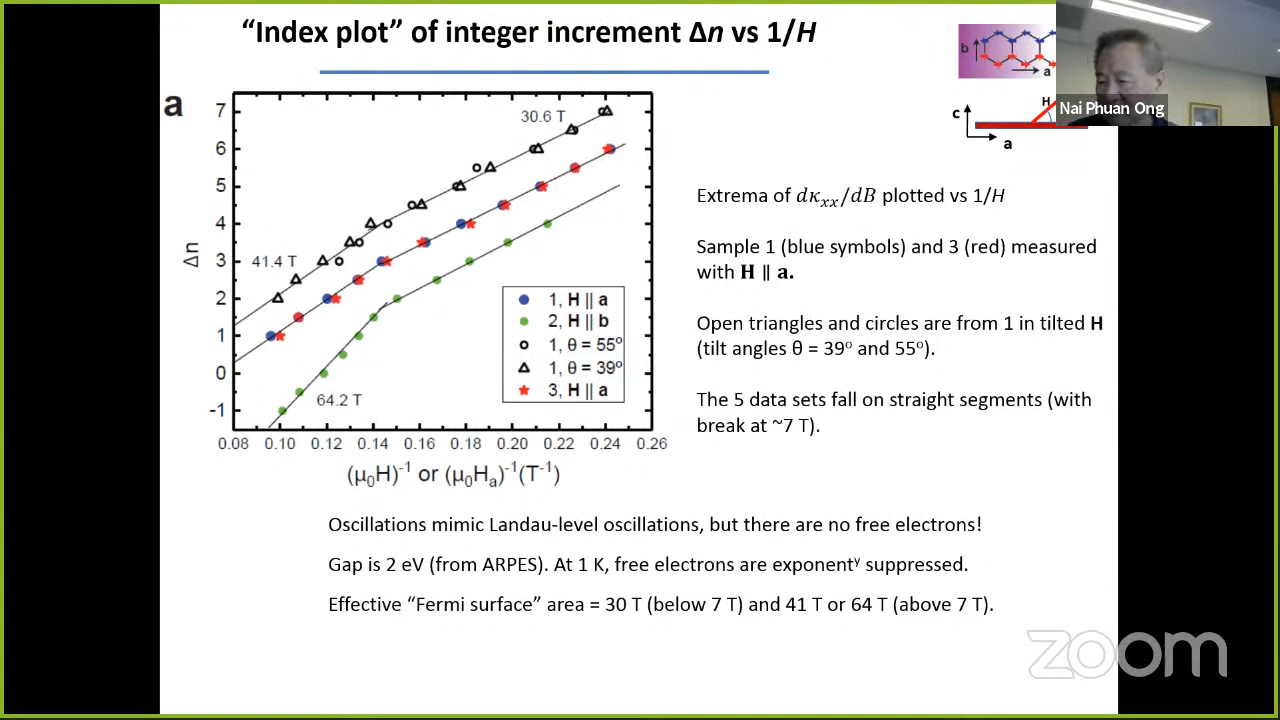 “Index plot” of integer increment Δn vs 1/H
b
a
H
Nai Phuan Ong
c
a
a
30.6 T
41.4 T
64.2 T
Δn
7
6
5
4
3
2
1
0
-1
0.08 0.10 0.12 0.14 0.16 0.18 0.20 0.22 0.24 0.26
(μ₀H)⁻¹ or (μ₀Hₐ)⁻¹(T⁻¹)
1, H || a
2, H || b
1, θ = 55º
1, θ = 39º
3, H || a
Extrema of dκₓₓ/dB plotted vs 1/H
Sample 1 (blue symbols) and 3 (red) measured
with H ∥ a.
Open triangles and circles are from 1 in tilted H
(tilt angles θ = 39º and 55º).
The 5 data sets fall on straight segments (with
break at ~7 T).
Oscillations mimic Landau-level oscillations, but there are no free electrons!
Gap is 2 eV (from ARPES). At 1 K, free electrons are exponentʸ suppressed.
Effective “Fermi surface” area = 30 T (below 7 T) and 41 T or 64 T (above 7 T).
zoom